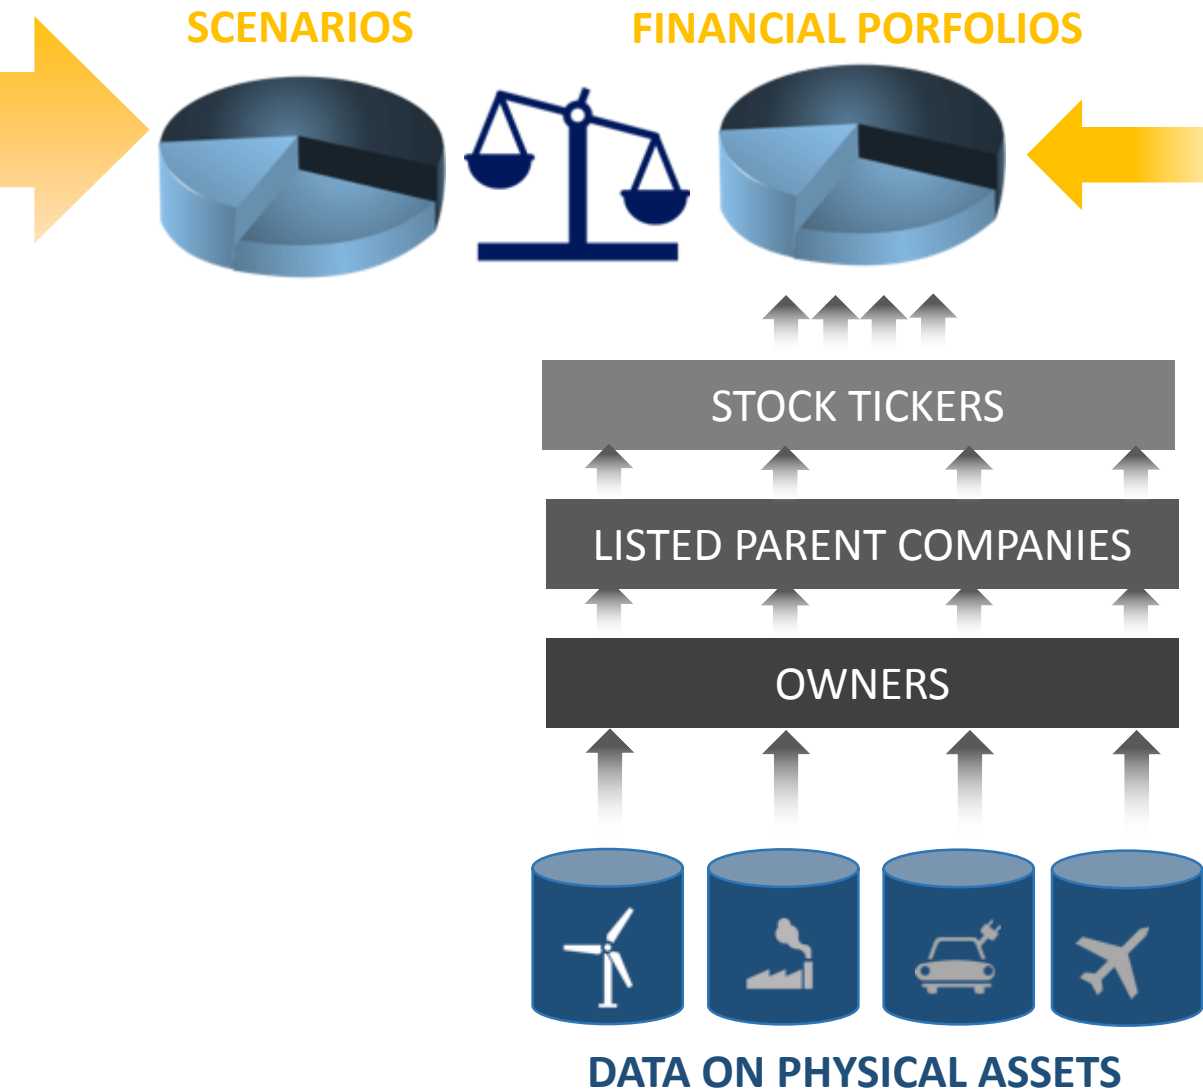 SCENARIOS
FINANCIAL PORFOLIOS
STOCK TICKERS
LISTED PARENT COMPANIES
OWNERS
DATA ON PHYSICAL ASSETS